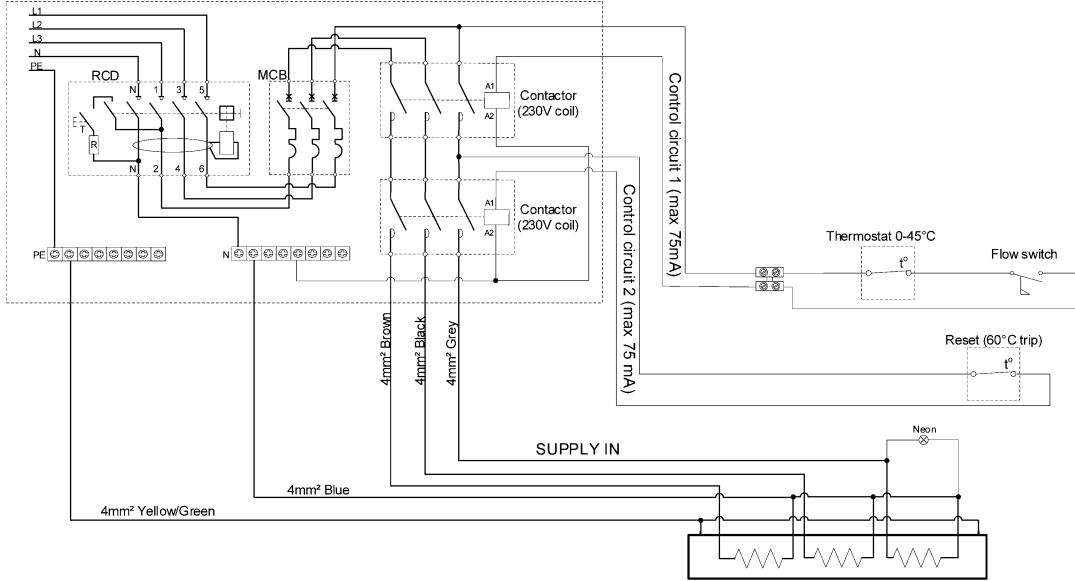 L1
L2
L3
N
PE
RCD
MCB
N 1 3 5
R
N 2 4 6
A1
A2
Contactor
(230V coil)
A1
A2
Contactor
(230V coil)
Control circuit 1 (max 75mA)
Control circuit 2 (max 75 mA)
PE
N
Thermostat 0-45°C
t°
Flow switch
Reset (60°C trip)
t°
4mm² Brown
4mm² Black
4mm² Grey
SUPPLY IN
Neon
4mm² Blue
4mm² Yellow/Green